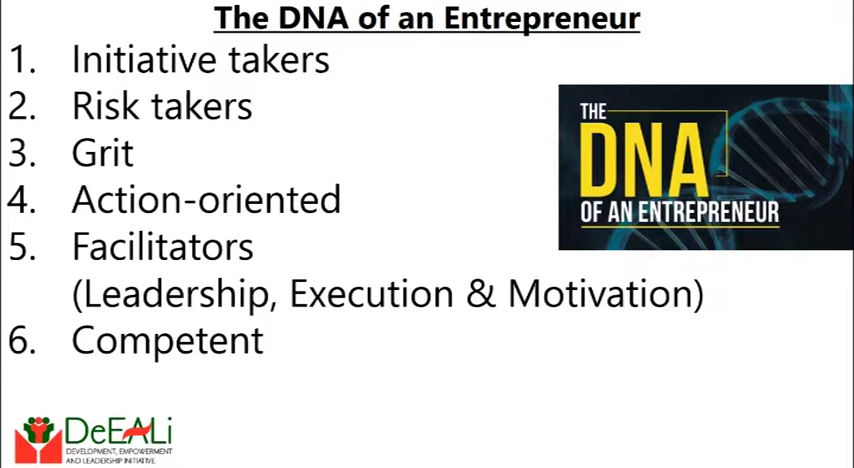 The DNA of an Entrepreneur
1. Initiative takers
2. Risk takers
3. Grit
4. Action-oriented
5. Facilitators
(Leadership, Execution & Motivation)
6. Competent
THE
DNA
OF AN ENTREPRENEUR
DeEALi
DEVELOPMENT, EMPOWERMENT
AND LEADERSHIP INITIATIVE